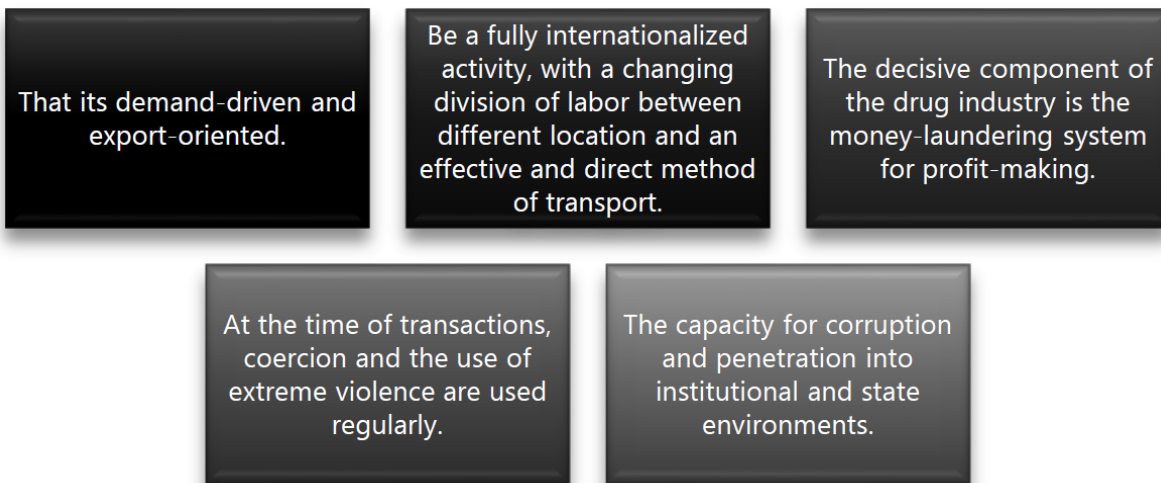 That its demand-driven and
export-oriented.
Be a fully internationalized
activity, with a changing
division of labor between
different location and an
effective and direct method
of transport.
The decisive component of
the drug industry is the
money-laundering system
for profit-making.
At the time of transactions,
coercion and the use of
extreme violence are used
regularly.
The capacity for corruption
and penetration into
institutional and state
environments.